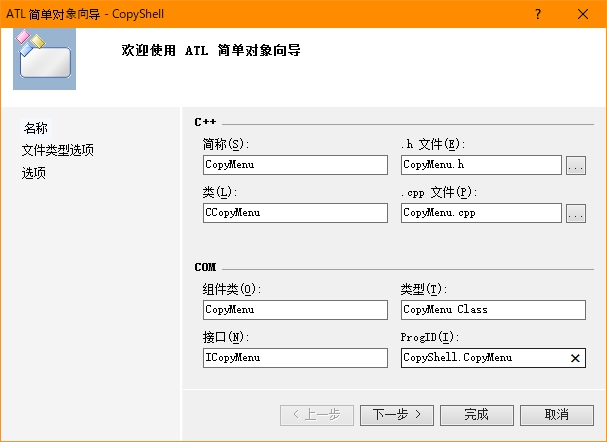 ATL 简单对象向导 - CopyShell
? ✕
欢迎使用 ATL 简单对象向导
名称
文件类型选项
选项
C++
简称(S):
CopyMenu
.h 文件(E):
CopyMenu.h
...
类(L):
CCopyMenu
.cpp 文件(P):
CopyMenu.cpp
...
COM
组件类(O):
CopyMenu
类型(T):
CopyMenu Class
接口(N):
ICopyMenu
ProgID(I):
CopyShell.CopyMenu ✕
< 上一步
下一步 >
完成
取消